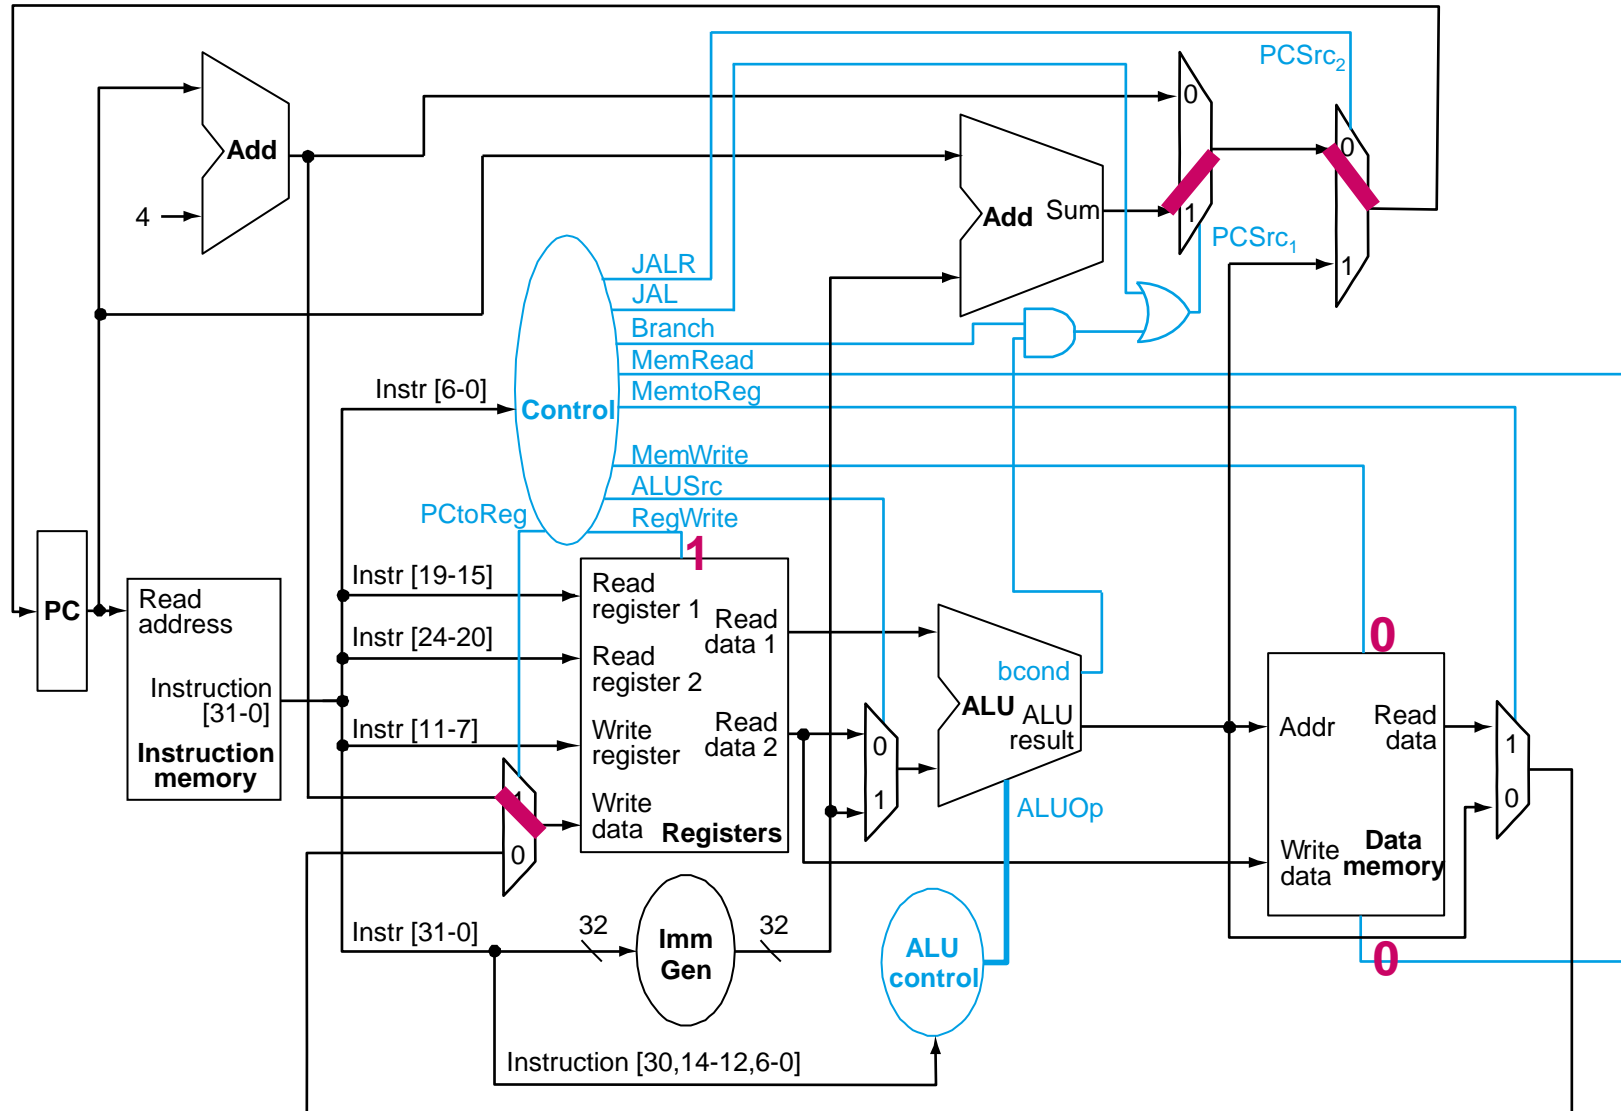 PCSrc2
0
0
Add
Add
Sum
4
1
PCSrc1
1
JALR
JAL
Branch
MemRead
MemtoReg
Instr [6-0]
Control
MemWrite
ALUSrc
PCtoReg
RegWrite
1
Instr [19-15]
Read
register 1
PC
Read
address
Read
data 1
0
Instr [24-20]
Read
register 2
bcond
Instruction
[31-0]
ALU
ALU
result
Instr [11-7]
Write
register
Read
data 2
Addr
Read
data
Instruction
memory
0
1
1
1
0
Write
data
Registers
ALUOp
0
Write
data
Data
memory
Instr [31-0]
32
Imm
Gen
32
ALU
control
0
Instruction [30,14-12,6-0]